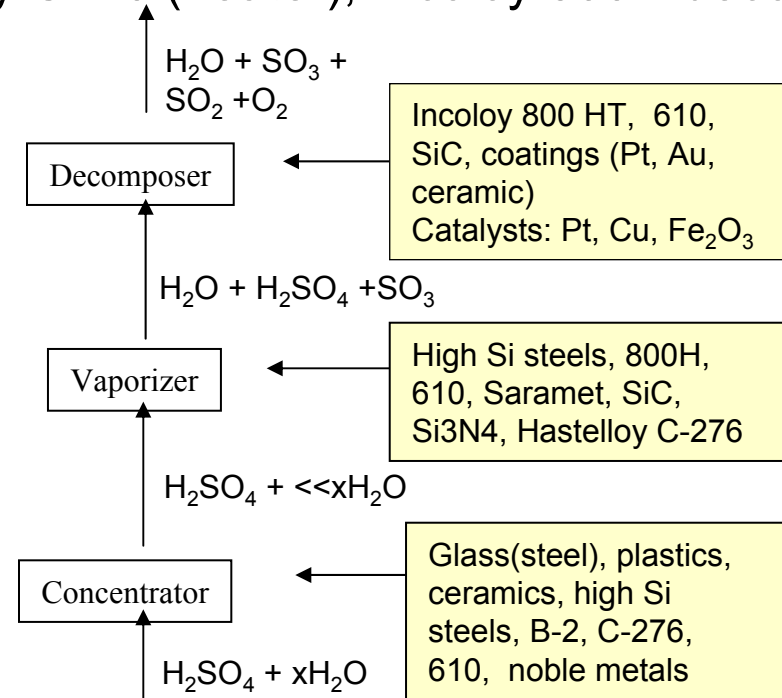 H₂O + SO₃ +
SO₂ +O₂
Incoloy 800 HT, 610,
SiC, coatings (Pt, Au,
ceramic)
Catalysts: Pt, Cu, Fe₂O₃
Decomposer
H₂O + H₂SO₄ +SO₃
High Si steels, 800H,
610, Saramet, SiC,
Si3N4, Hastelloy C-276
Vaporizer
H₂SO₄ + <<xH₂O
Glass(steel), plastics,
ceramics, high Si
steels, B-2, C-276,
610, noble metals
Concentrator
H₂SO₄ + xH₂O